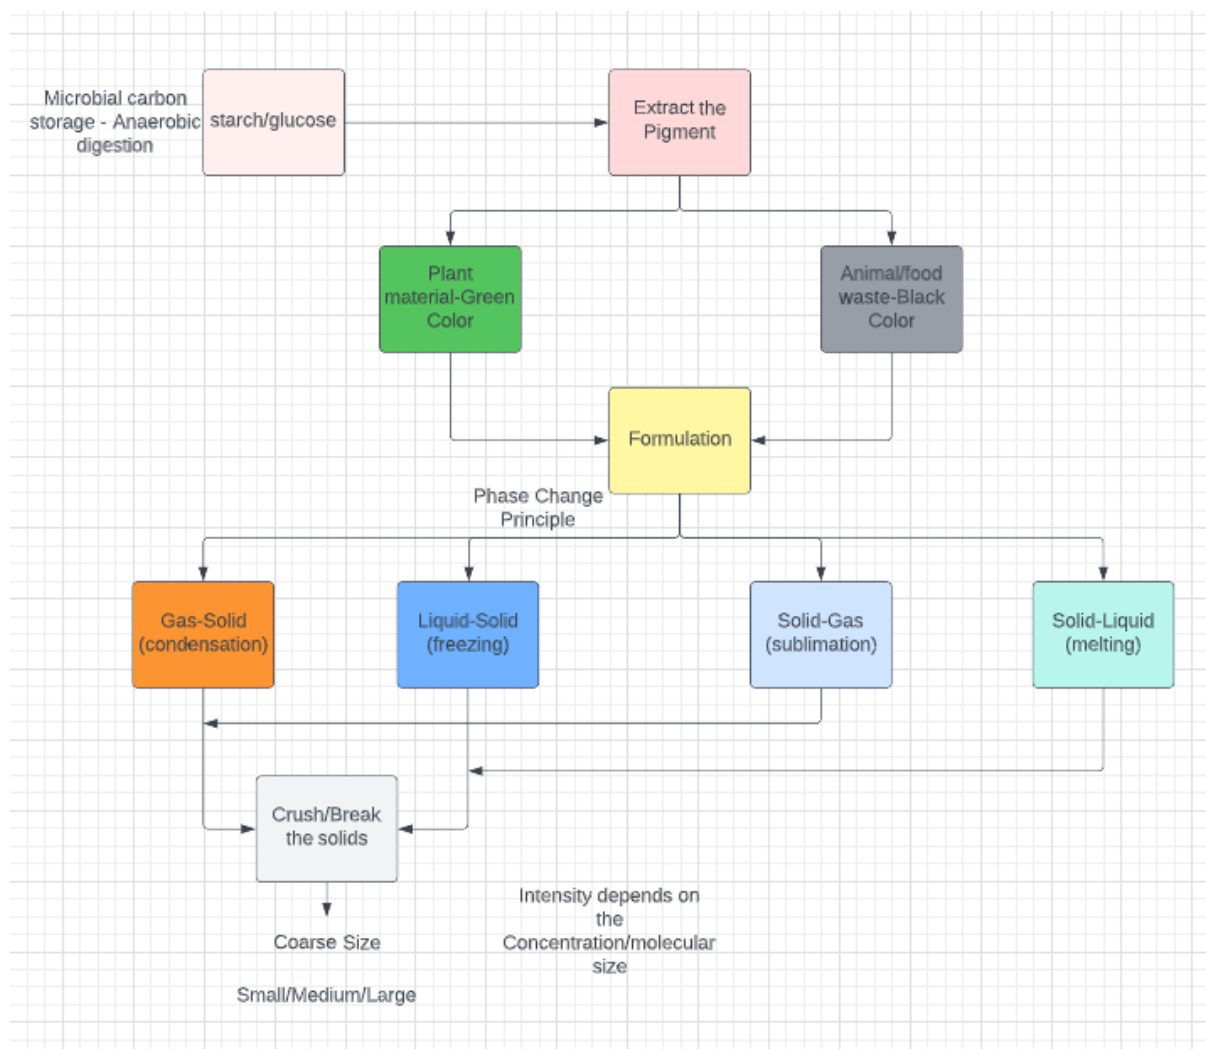 Microbial carbon
storage - Anaerobic
digestion
starch/glucose
Extract the
Pigment
Plant
material-Green
Color
Animal/food
waste-Black
Color
Formulation
Phase Change
Principle
Gas-Solid
(condensation)
Liquid-Solid
(freezing)
Solid-Gas
(sublimation)
Solid-Liquid
(melting)
Crush/Break
the solids
Intensity depends on
the
Concentration/molecular
size
Coarse Size
Small/Medium/Large